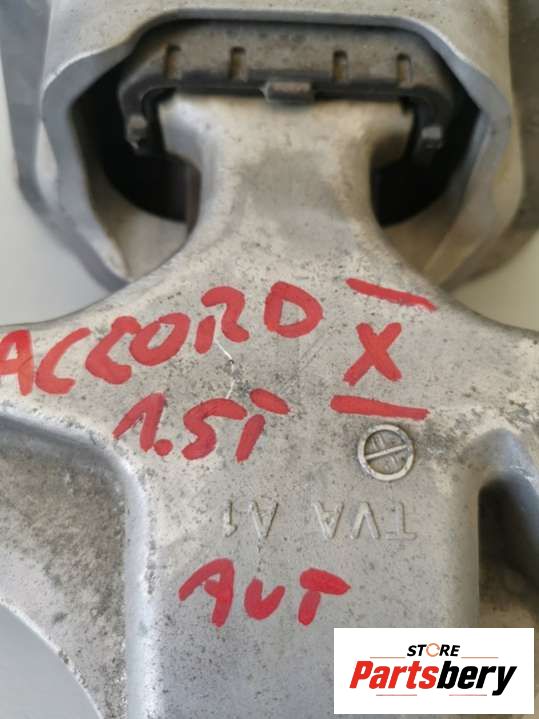 ACCORD X
1.5i
TVA A1
AUT
STORE
Partsbery